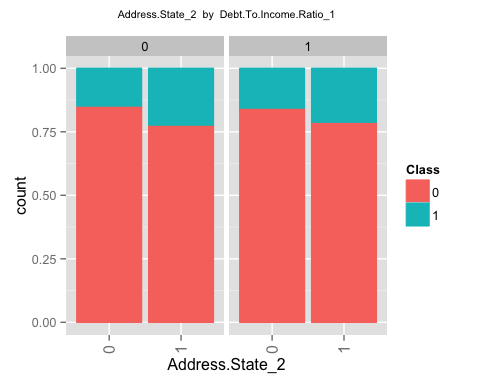 Address.State_2 by Debt.To.Income.Ratio_1
0 1
1.00
0.75
0.50
0.25
0.00
count
0 1 0 1
Address.State_2
Class
0
1